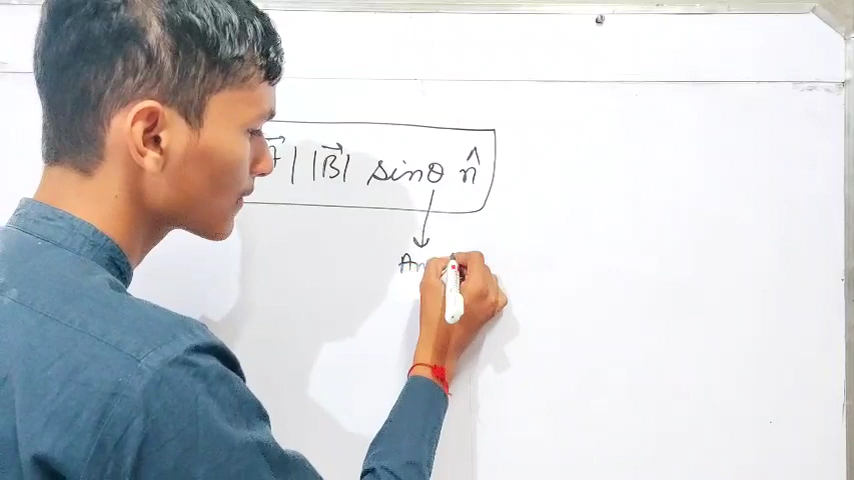 | |B⃗| sinθ n̂
An